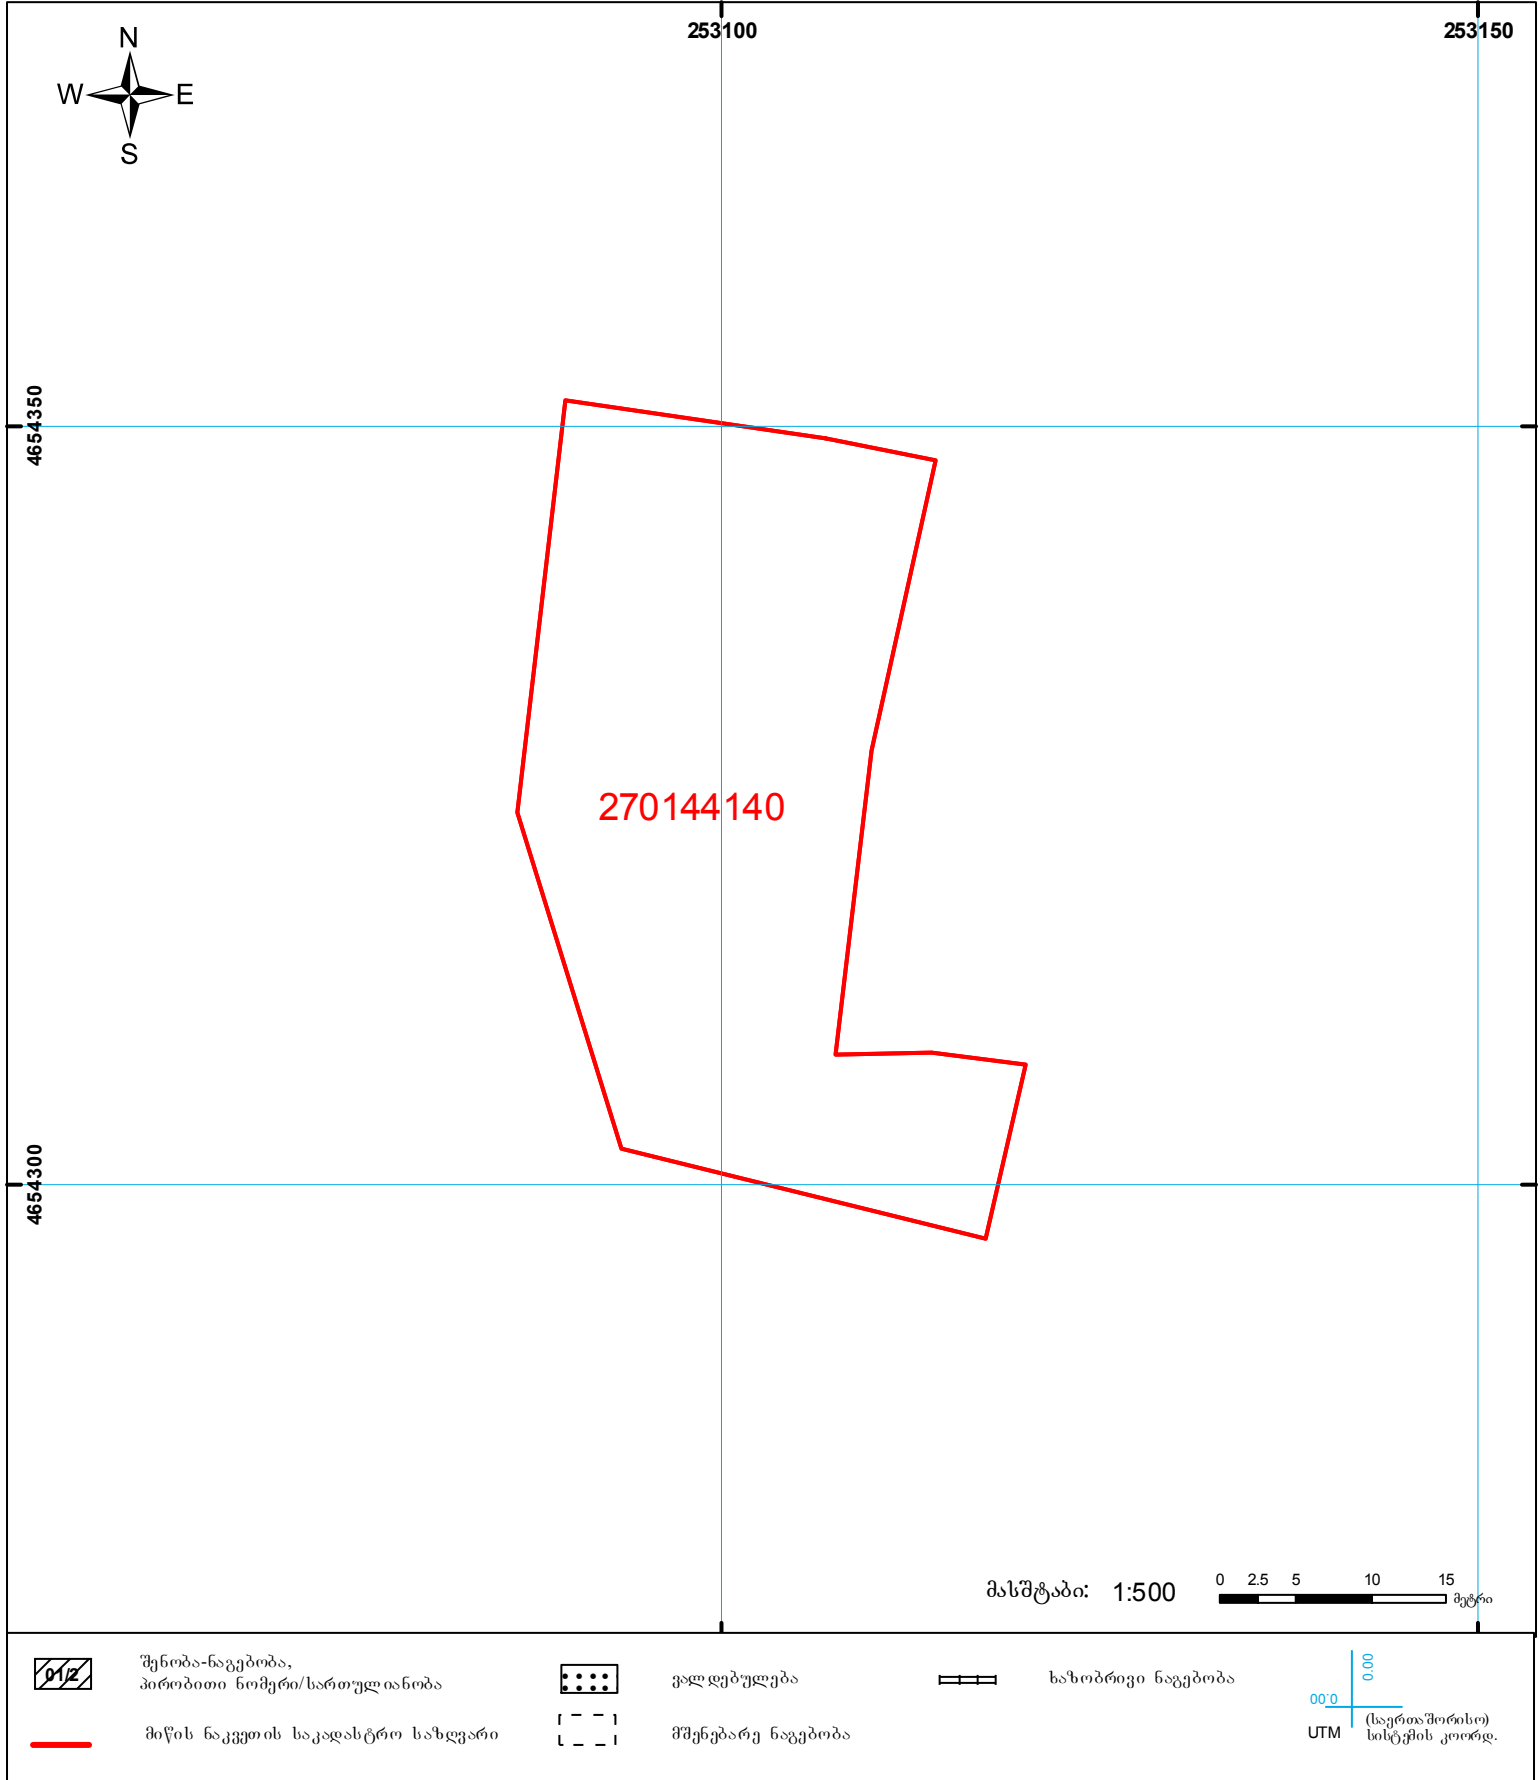 253100
253150
N
W
E
S
4654350
270144140
4654300
მასშტაბი: 1:500
0 2.5 5 10 15
მეტრი
01/2
შენობა-ნაგებობა,
პირობითი ნომერი/სართულიანობა
ვალდებულება
ხაზობრივი ნაგებობა
მიწის ნაკვეთის საკადასტრო საზღვარი
მშენებარე ნაგებობა
0.00
0.00
UTM
(საერთაშორისო)
სისტემის კოორდ.